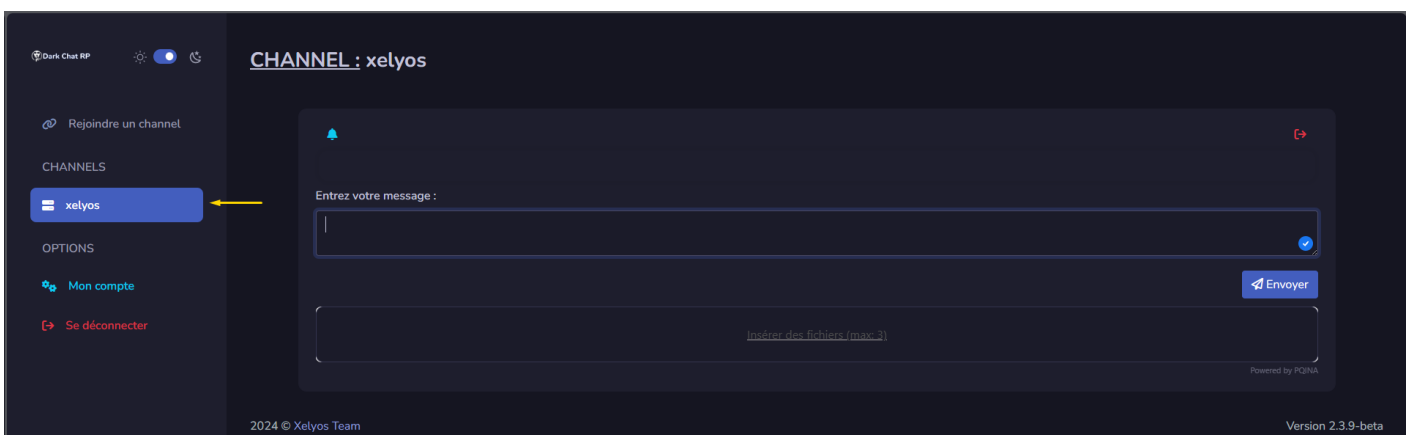 Dark Chat RP
Rejoindre un channel
CHANNELS
xelyos
OPTIONS
Mon compte
Se déconnecter
CHANNEL : xelyos
Entrez votre message :
Envoyer
Insérer des fichiers (max: 3)
Powered by PQINA
2024 © Xelyos Team
Version 2.3.9-beta